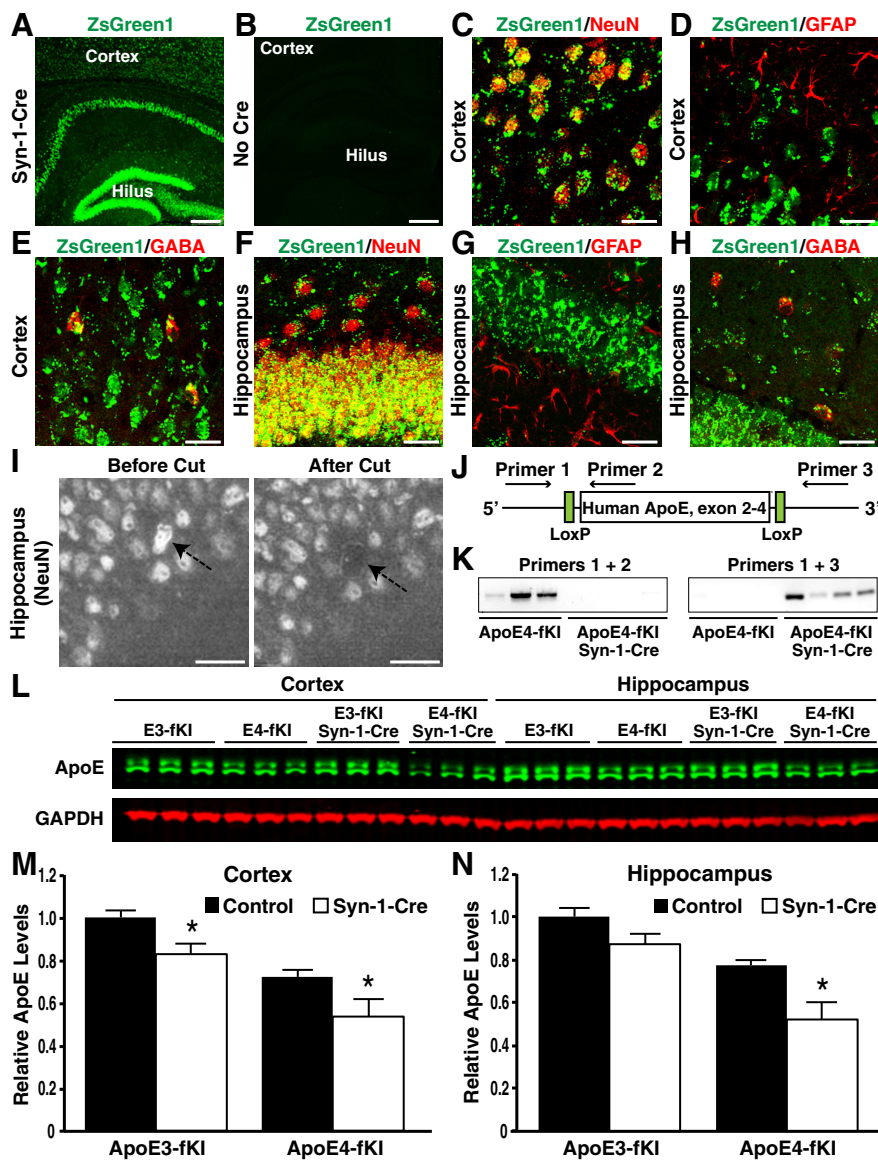 A ZsGreen1
Syn-1-Cre
Cortex
Hilus
B ZsGreen1
No Cre
Cortex
Hilus
C ZsGreen1/NeuN
Cortex
D ZsGreen1/GFAP
Cortex
E ZsGreen1/GABA
Cortex
F ZsGreen1/NeuN
Hippocampus
G ZsGreen1/GFAP
Hippocampus
H ZsGreen1/GABA
Hippocampus
I Before Cut After Cut
Hippocampus
(NeuN)
J Primer 1 Primer 2 Primer 3
5’ Human ApoE, exon 2-4 3’
LoxP LoxP
K Primers 1 + 2 Primers 1 + 3
ApoE4-fKI ApoE4-fKI
Syn-1-Cre
ApoE4-fKI ApoE4-fKI
Syn-1-Cre
L Cortex Hippocampus
E3-fKI E4-fKI E3-fKI
Syn-1-Cre
E4-fKI
Syn-1-Cre
E3-fKI E4-fKI E3-fKI
Syn-1-Cre
E4-fKI
Syn-1-Cre
ApoE
GAPDH
M Cortex
Control Syn-1-Cre
Relative ApoE Levels
1.2
1.0
0.8
0.6
0.4
0.2
0
*
*
ApoE3-fKI ApoE4-fKI
N Hippocampus
Control Syn-1-Cre
Relative ApoE Levels
1.2
1.0
0.8
0.6
0.4
0.2
0
*
ApoE3-fKI ApoE4-fKI